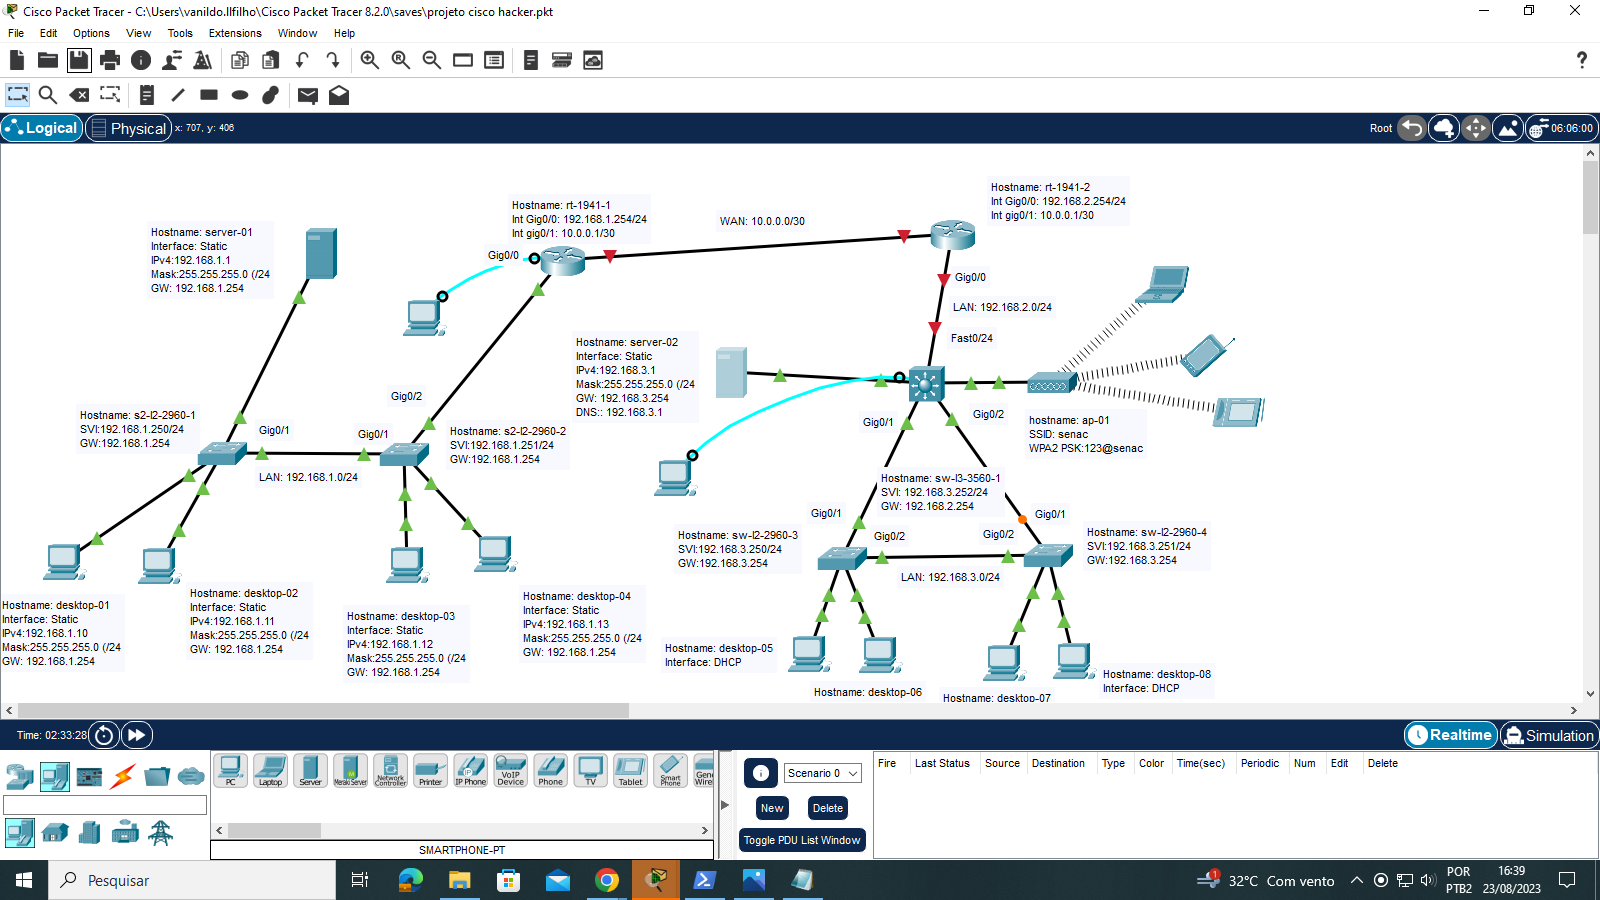 Cisco Packet Tracer - C:\Users\vanildo.llfilho\Cisco Packet Tracer 8.2.0\saves\projeto cisco hacker.pkt
File Edit Options View Tools Extensions Window Help
Logical
Physical
x: 707, y: 406
Root
06:06:00
Hostname: server-01
Interface: Static
IPv4:192.168.1.1
Mask:255.255.255.0 (/24
GW: 192.168.1.254
Hostname: rt-1941-1
Int Gig0/0: 192.168.1.254/24
Int gig0/1: 10.0.0.1/30
Gig0/0
WAN: 10.0.0.0/30
Hostname: rt-1941-2
Int Gig0/0: 192.168.2.254/24
Int gig0/1: 10.0.0.1/30
Gig0/0
LAN: 192.168.2.0/24
Fast0/24
Hostname: server-02
Interface: Static
IPv4:192.168.3.1
Mask:255.255.255.0 (/24
GW: 192.168.3.254
DNS:: 192.168.3.1
Gig0/2
Hostname: s2-l2-2960-1
SVI:192.168.1.250/24
GW:192.168.1.254
Gig0/1
Gig0/1
Hostname: s2-l2-2960-2
SVI:192.168.1.251/24
GW:192.168.1.254
LAN: 192.168.1.0/24
Gig0/1
Gig0/2
hostname: ap-01
SSID: senac
WPA2 PSK:123@senac
Hostname: sw-l3-3560-1
SVI: 192.168.3.252/24
GW: 192.168.2.254
Gig0/1
Gig0/1
Hostname: sw-l2-2960-3
SVI:192.168.3.250/24
GW:192.168.3.254
Gig0/2
Gig0/2
Hostname: sw-l2-2960-4
SVI:192.168.3.251/24
GW:192.168.3.254
LAN: 192.168.3.0/24
Hostname: desktop-01
Interface: Static
IPv4:192.168.1.10
Mask:255.255.255.0 (/24
GW: 192.168.1.254
Hostname: desktop-02
Interface: Static
IPv4:192.168.1.11
Mask:255.255.255.0 (/24
GW: 192.168.1.254
Hostname: desktop-03
Interface: Static
IPv4:192.168.1.12
Mask:255.255.255.0 (/24
GW: 192.168.1.254
Hostname: desktop-04
Interface: Static
IPv4:192.168.1.13
Mask:255.255.255.0 (/24
GW: 192.168.1.254
Hostname: desktop-05
Interface: DHCP
Hostname: desktop-06
Hostname: desktop-07
Hostname: desktop-08
Interface: DHCP
Time: 02:33:28
Realtime
Simulation
PC
Laptop
Server
Meraki Server
Network Controller
Printer
IP Phone
VoIP Device
Phone
TV
Tablet
Smart Phone
SMARTPHONE-PT
Scenario 0
New
Delete
Toggle PDU List Window
Fire Last Status Source Destination Type Color Time(sec) Periodic Num Edit Delete
Pesquisar
1
32°C Com vento
POR
PTB2
16:39
23/08/2023